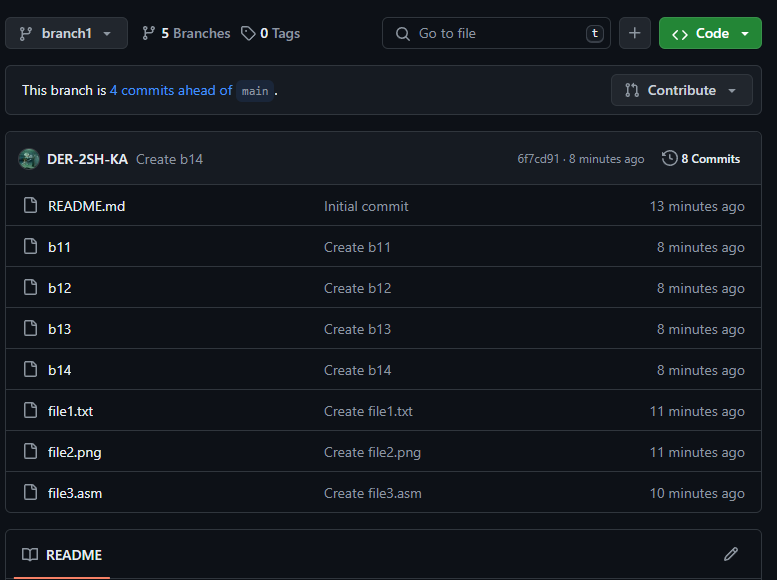 branch1 5 Branches 0 Tags Go to file t Code
This branch is 4 commits ahead of main .
Contribute
DER-2SH-KA Create b14 6f7cd91 · 8 minutes ago 8 Commits
README.md Initial commit 13 minutes ago
b11 Create b11 8 minutes ago
b12 Create b12 8 minutes ago
b13 Create b13 8 minutes ago
b14 Create b14 8 minutes ago
file1.txt Create file1.txt 11 minutes ago
file2.png Create file2.png 11 minutes ago
file3.asm Create file3.asm 10 minutes ago
README